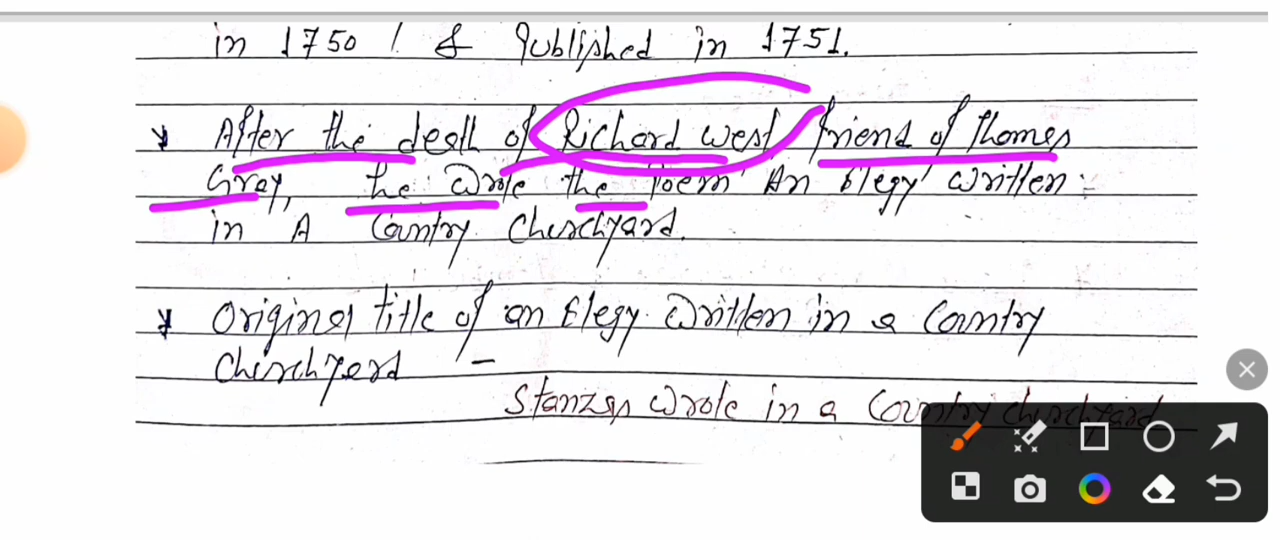 in 1750 ! & Published in 1751.
* After the death of Richard West friend of Thomas
Gray, he wrote the poem An Elegy written
in A Country Churchyard.
* Original title of an Elegy written in a Country
Churchyard -
Stanzas wrote in a Country churchyard